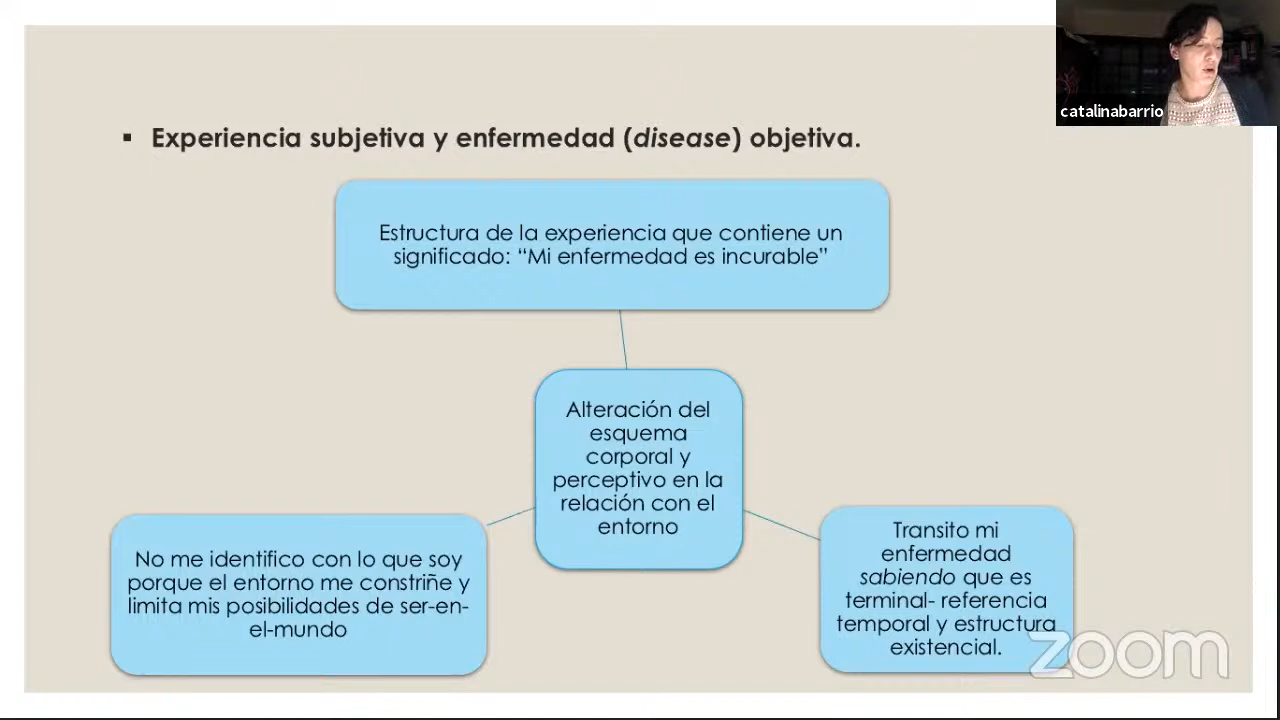 catalinabarrio
▪ Experiencia subjetiva y enfermedad (disease) objetiva.
Estructura de la experiencia que contiene un
significado: “Mi enfermedad es incurable”
Alteración del
esquema
corporal y
perceptivo en la
relación con el
entorno
No me identifico con lo que soy
porque el entorno me constriñe y
limita mis posibilidades de ser-en-
el-mundo
Transito mi
enfermedad
sabiendo que es
terminal- referencia
temporal y estructura
existencial.
zoom